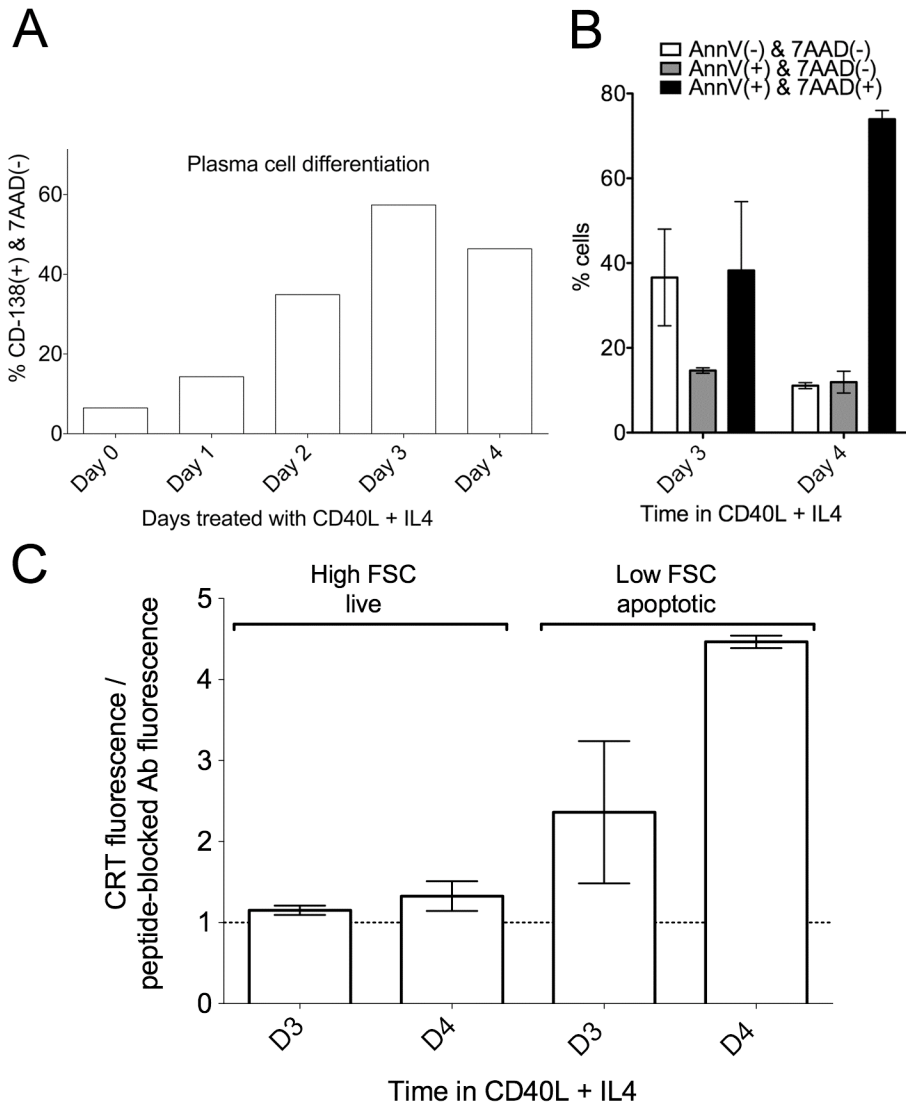 A
Plasma cell differentiation
% CD-138(+) & 7AAD(-)
60
40
20
0
Day 0
Day 1
Day 2
Day 3
Day 4
Days treated with CD40L + IL4
B
AnnV(-) & 7AAD(-)
AnnV(+) & 7AAD(-)
AnnV(+) & 7AAD(+)
% cells
80
60
40
20
0
Day 3
Day 4
Time in CD40L + IL4
C
High FSC
live
Low FSC
apoptotic
CRT fluorescence /
peptide-blocked Ab fluorescence
5
4
3
2
1
0
D3
D4
D3
D4
Time in CD40L + IL4